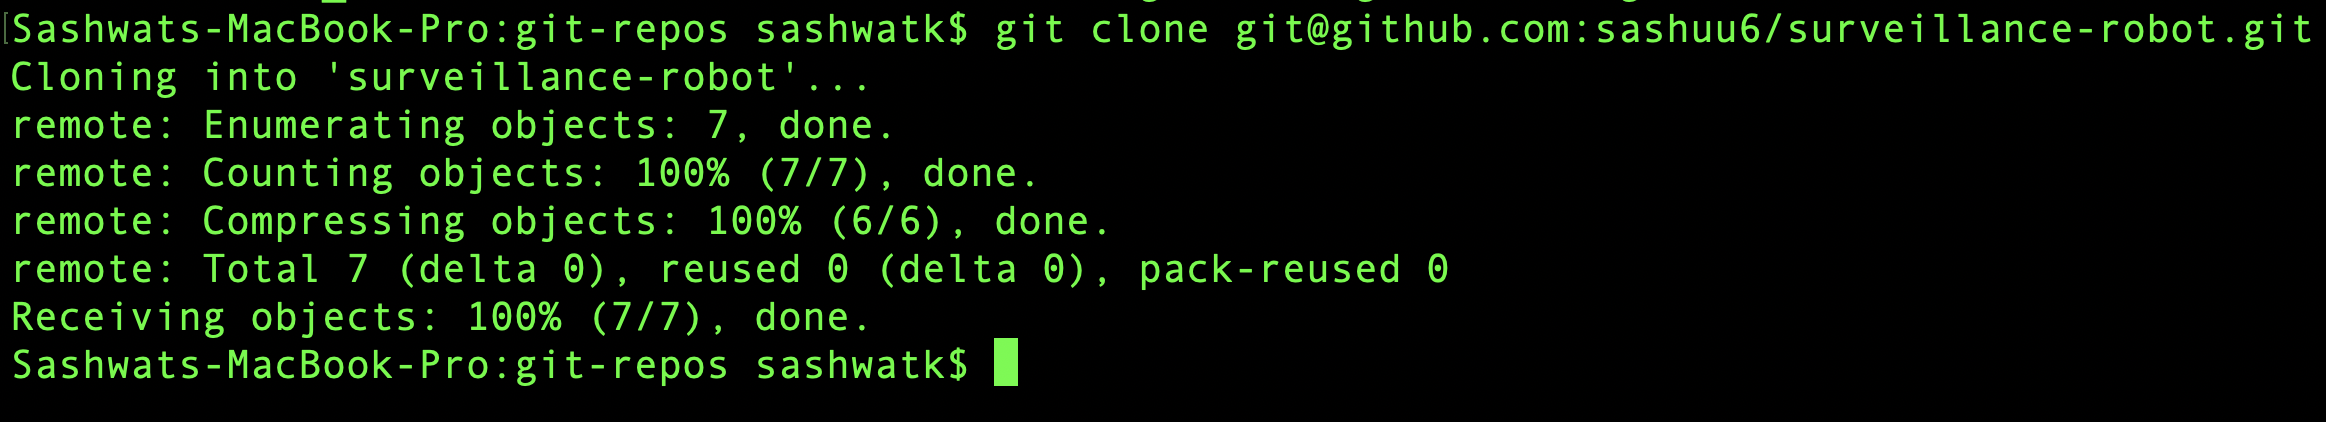 Sashwats-MacBook-Pro:git-repos sashwatk$ git clone git@github.com:sashuu6/surveillance-robot.git
Cloning into 'surveillance-robot'...
remote: Enumerating objects: 7, done.
remote: Counting objects: 100% (7/7), done.
remote: Compressing objects: 100% (6/6), done.
remote: Total 7 (delta 0), reused 0 (delta 0), pack-reused 0
Receiving objects: 100% (7/7), done.
Sashwats-MacBook-Pro:git-repos sashwatk$